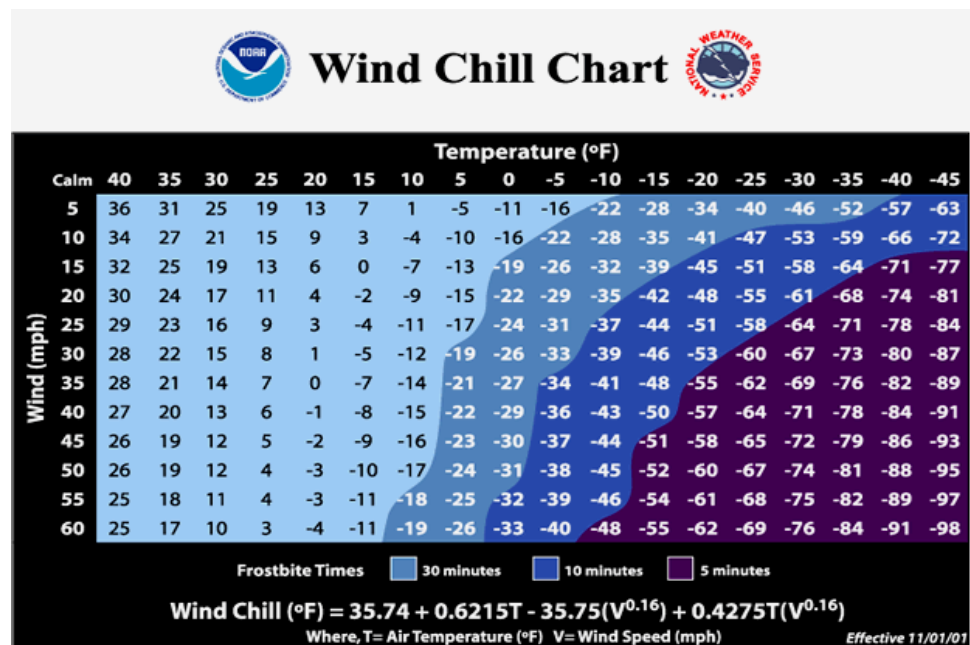 NOAA
Wind Chill Chart
NATIONAL WEATHER SERVICE
Temperature (ºF)
Calm 40 35 30 25 20 15 10 5 0 -5 -10 -15 -20 -25 -30 -35 -40 -45
Wind (mph)
5 36 31 25 19 13 7 1 -5 -11 -16 -22 -28 -34 -40 -46 -52 -57 -63
10 34 27 21 15 9 3 -4 -10 -16 -22 -28 -35 -41 -47 -53 -59 -66 -72
15 32 25 19 13 6 0 -7 -13 -19 -26 -32 -39 -45 -51 -58 -64 -71 -77
20 30 24 17 11 4 -2 -9 -15 -22 -29 -35 -42 -48 -55 -61 -68 -74 -81
25 29 23 16 9 3 -4 -11 -17 -24 -31 -37 -44 -51 -58 -64 -71 -78 -84
30 28 22 15 8 1 -5 -12 -19 -26 -33 -39 -46 -53 -60 -67 -73 -80 -87
35 28 21 14 7 0 -7 -14 -21 -27 -34 -41 -48 -55 -62 -69 -76 -82 -89
40 27 20 13 6 -1 -8 -15 -22 -29 -36 -43 -50 -57 -64 -71 -78 -84 -91
45 26 19 12 5 -2 -9 -16 -23 -30 -37 -44 -51 -58 -65 -72 -79 -86 -93
50 26 19 12 4 -3 -10 -17 -24 -31 -38 -45 -52 -60 -67 -74 -81 -88 -95
55 25 18 11 4 -3 -11 -18 -25 -32 -39 -46 -54 -61 -68 -75 -82 -89 -97
60 25 17 10 3 -4 -11 -19 -26 -33 -40 -48 -55 -62 -69 -76 -84 -91 -98
Frostbite Times 30 minutes 10 minutes 5 minutes
Wind Chill (ºF) = 35.74 + 0.6215T - 35.75(V^0.16) + 0.4275T(V^0.16)
Where, T= Air Temperature (ºF) V= Wind Speed (mph) Effective 11/01/01